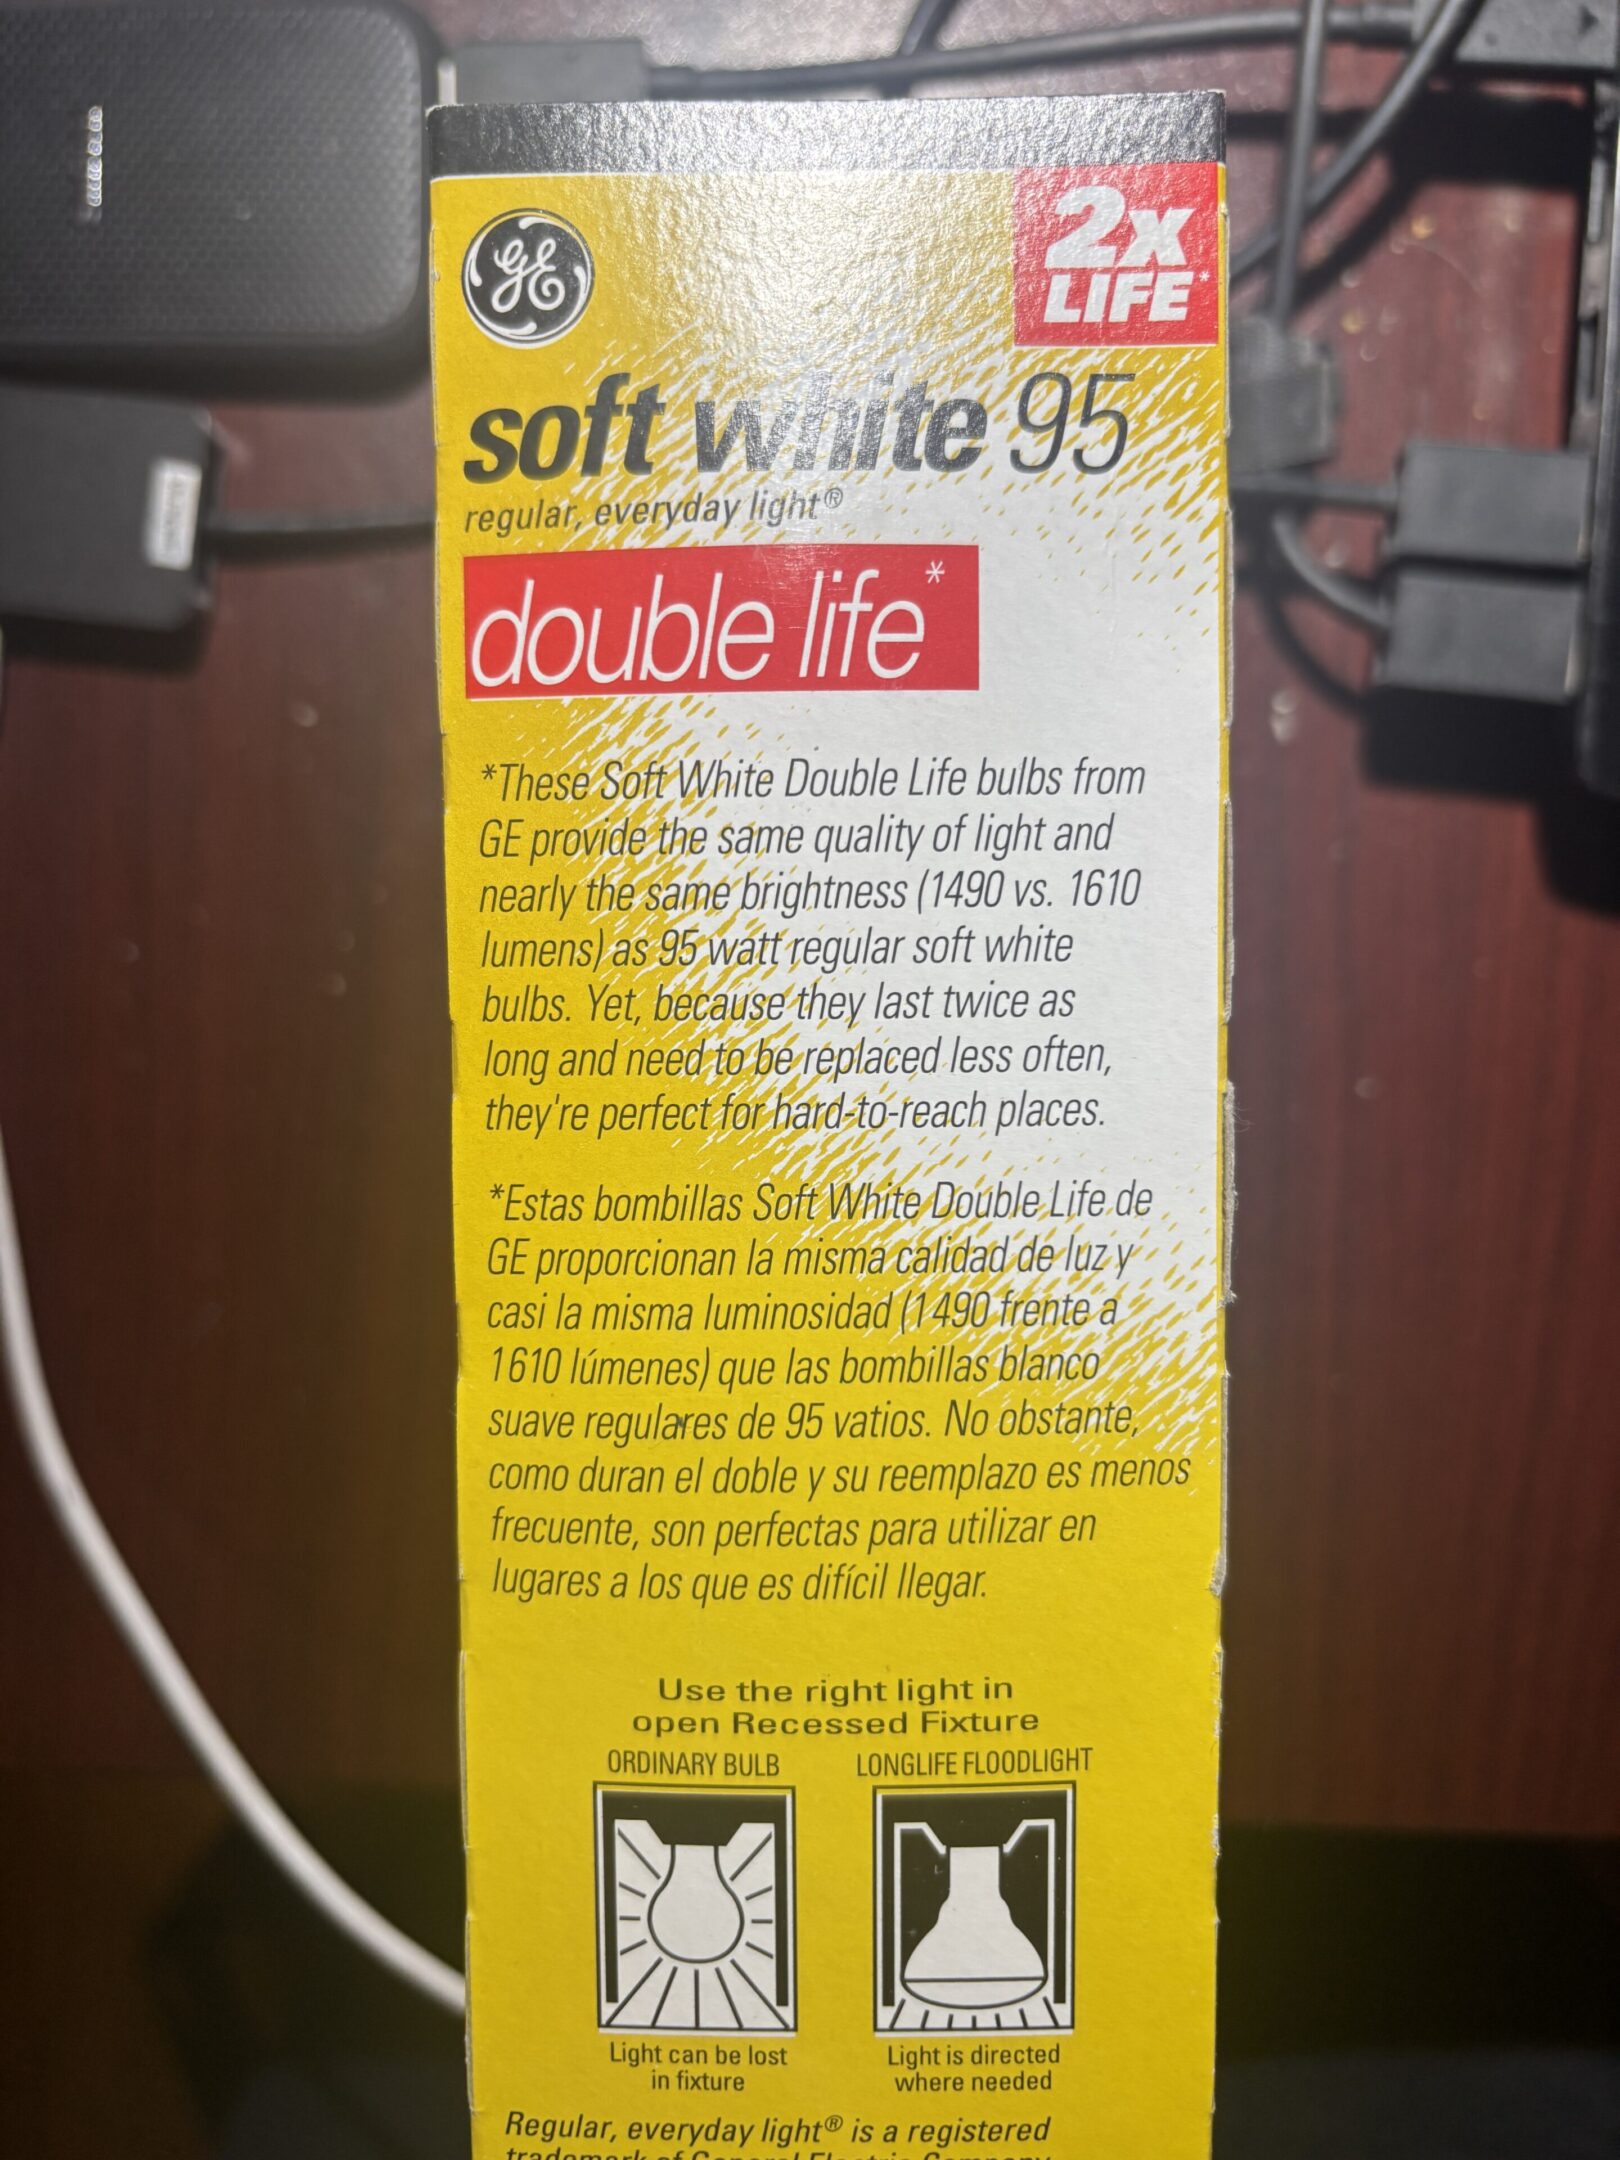 GE
2x
LIFE*
soft white 95
regular, everyday light®
double life*
*These Soft White Double Life bulbs from
GE provide the same quality of light and
nearly the same brightness (1490 vs. 1610
lumens) as 95 watt regular soft white
bulbs. Yet, because they last twice as
long and need to be replaced less often,
they're perfect for hard-to-reach places.
*Estas bombillas Soft White Double Life de
GE proporcionan la misma calidad de luz y
casi la misma luminosidad (1490 frente a
1610 lúmenes) que las bombillas blanco
suave regulares de 95 vatios. No obstante,
como duran el doble y su reemplazo es menos
frecuente, son perfectas para utilizar en
lugares a los que es difícil llegar.
Use the right light in
open Recessed Fixture
ORDINARY BULB
LONGLIFE FLOODLIGHT
Light can be lost
in fixture
Light is directed
where needed
Regular, everyday light® is a registered
trademark of General Electric Company